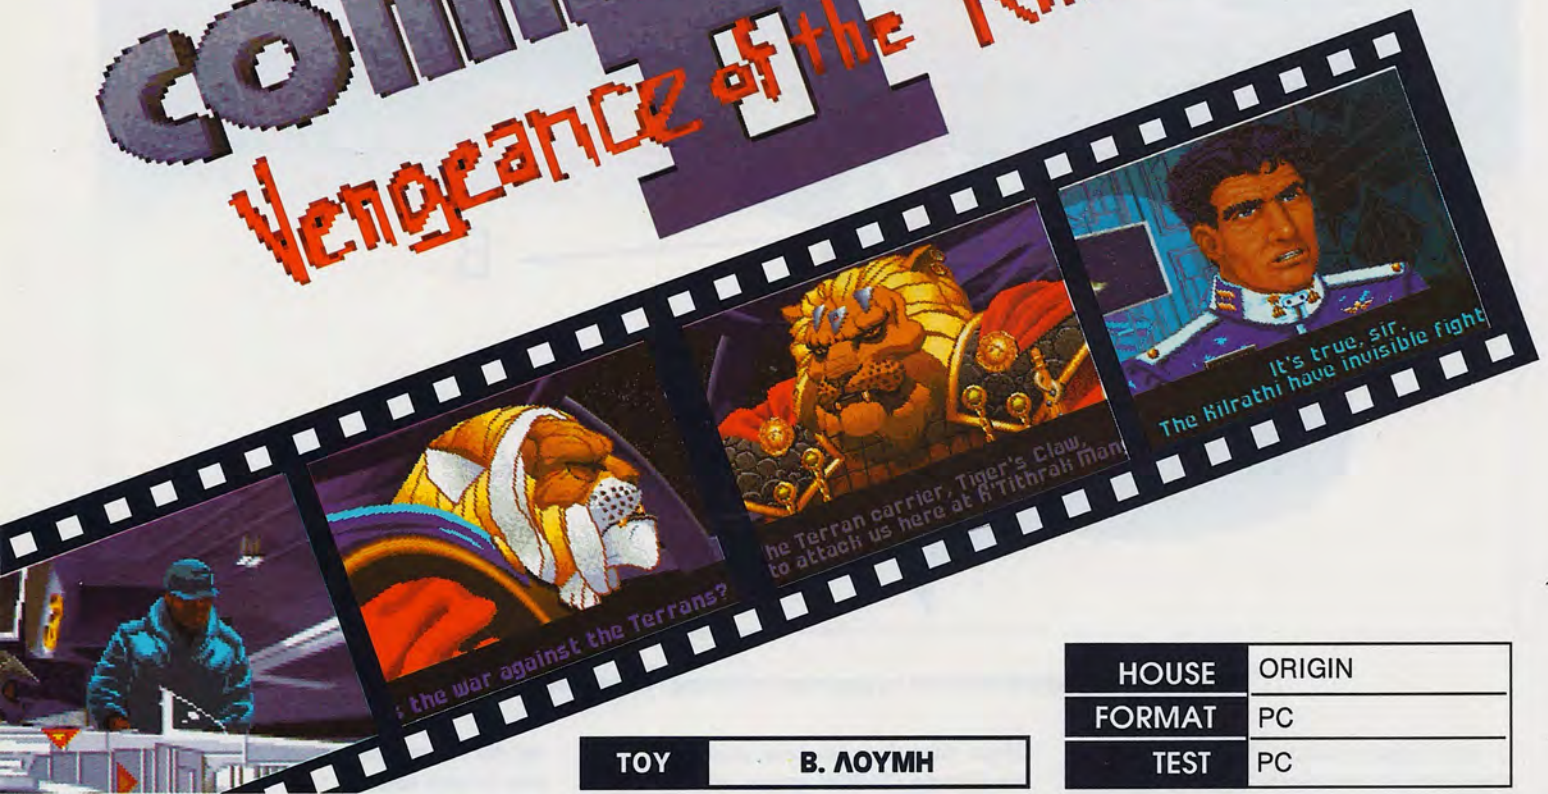 Vengeance of the
s the war against the Terrans?
he Terran carrier, Tiger's Claw,
to attack us here at K'Tithrak Man
It's true, sir.
The Kilrathi have invisible fight
ΤΟΥ Β. ΛΟΥΜΗ
HOUSE ORIGIN
FORMAT PC
TEST PC